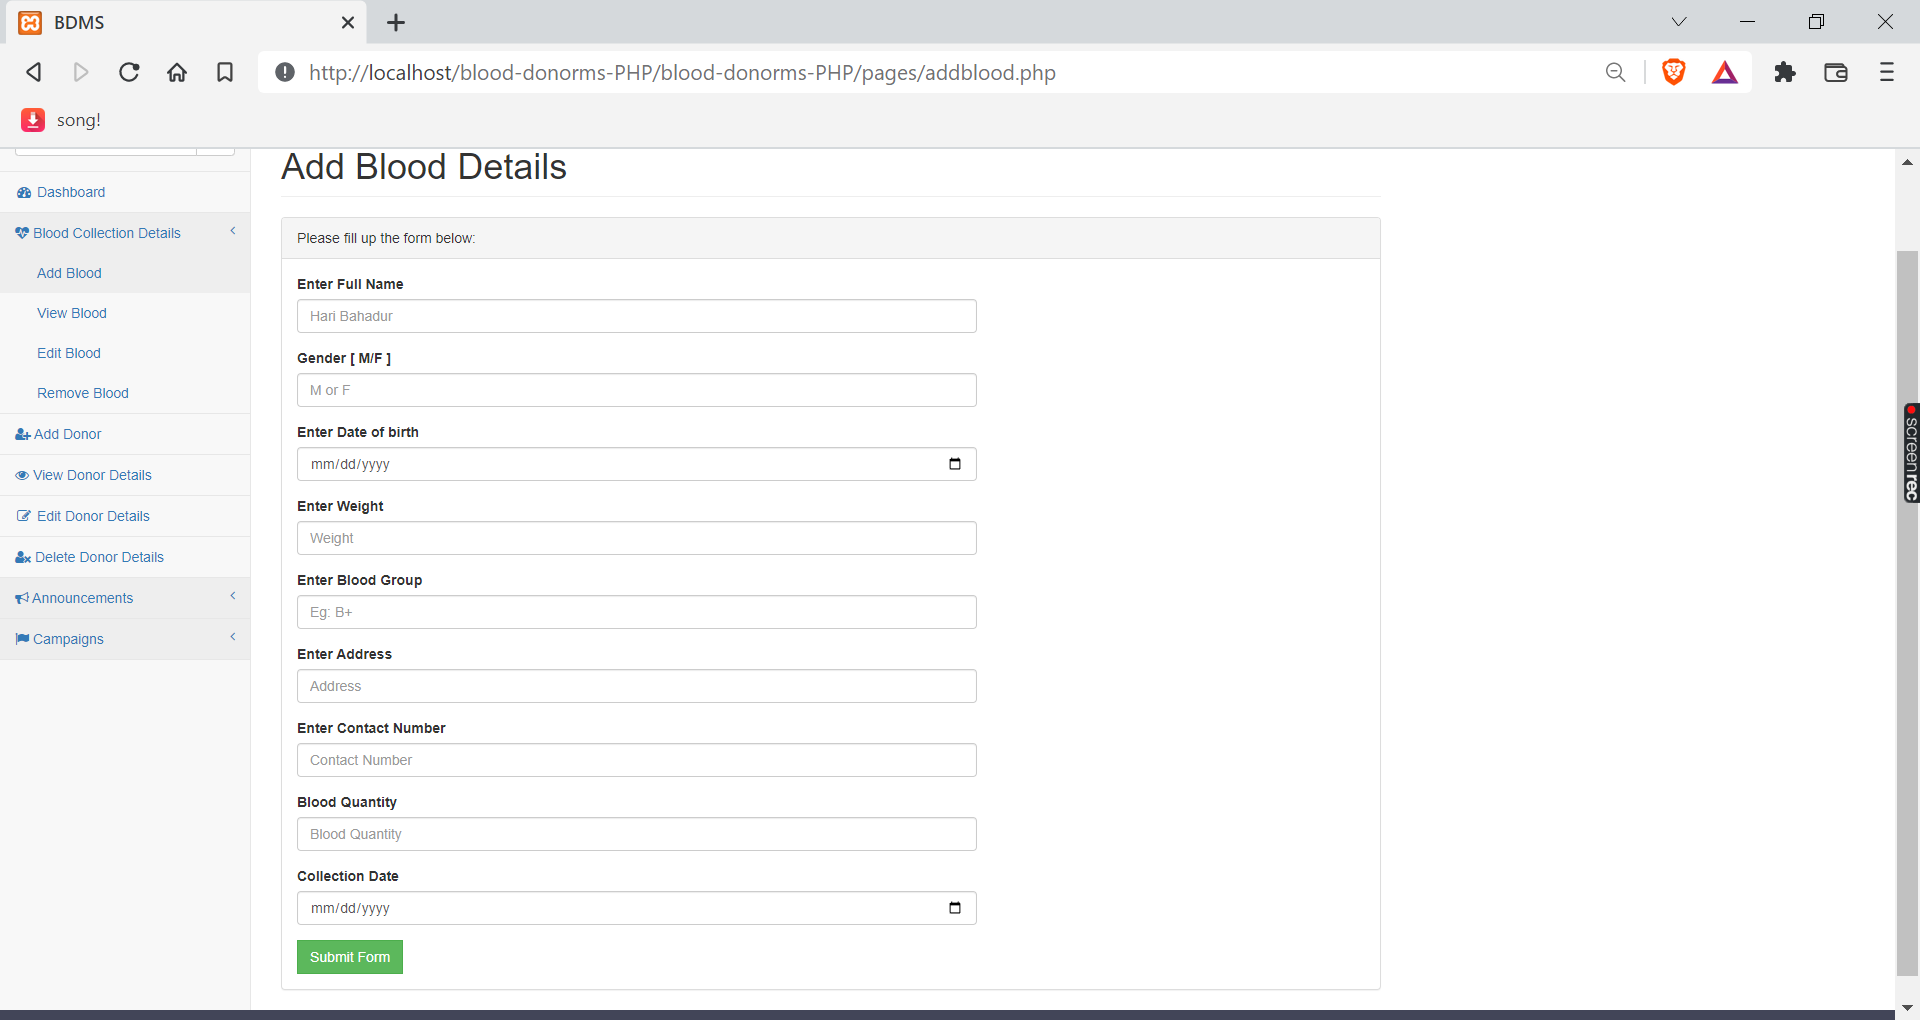 BDMS
http://localhost/blood-donorms-PHP/blood-donorms-PHP/pages/addblood.php
song!
Dashboard
Blood Collection Details
Add Blood
View Blood
Edit Blood
Remove Blood
Add Donor
View Donor Details
Edit Donor Details
Delete Donor Details
Announcements
Campaigns
Add Blood Details
Please fill up the form below:
Enter Full Name
Hari Bahadur
Gender [ M/F ]
M or F
Enter Date of birth
mm/dd/yyyy
Enter Weight
Weight
Enter Blood Group
Eg: B+
Enter Address
Address
Enter Contact Number
Contact Number
Blood Quantity
Blood Quantity
Collection Date
mm/dd/yyyy
Submit Form
screenrec